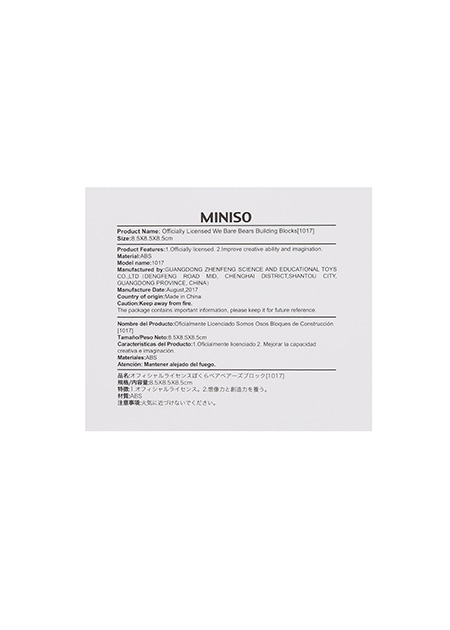 MINISO
Product Name: Officially Licensed We Bare Bears Building Blocks[1017]
Size:8.5X8.5X8.5cm
Product Features:1.Officially licensed. 2.Improve creative ability and imagination.
Material:ABS
Model name:1017
Manufactured by:GUANGDONG ZHENFENG SCIENCE AND EDUCATIONAL TOYS
CO.,LTD (DENGFENG ROAD MID, CHENGHAI DISTRICT,SHANTOU CITY,
GUANGDONG PROVINCE, CHINA)
Manufacture Date:August,2017
Country of origin:Made in China
Caution:Keep away from fire.
The package contains important information, please keep it for future reference.
Nombre del Producto:Oficialmente Licenciado Somos Osos Bloques de Construcción
[1017]
Tamaño/Peso Neto:8.5X8.5X8.5cm
Características del Producto:1.Oficialmente licenciado 2. Mejorar la capacidad
creativa e imaginación.
Materiales:ABS
Atención: Mantener alejado del fuego.
品名:オフィシャルライセンスぼくらベアベアーズブロック[1017]
規格/内容量:8.5X8.5X8.5cm
特徴:1.オフィシャルライセンス。2.想像力と創造力を養う。
材質:ABS
注意事項:火気に近づけないでください。